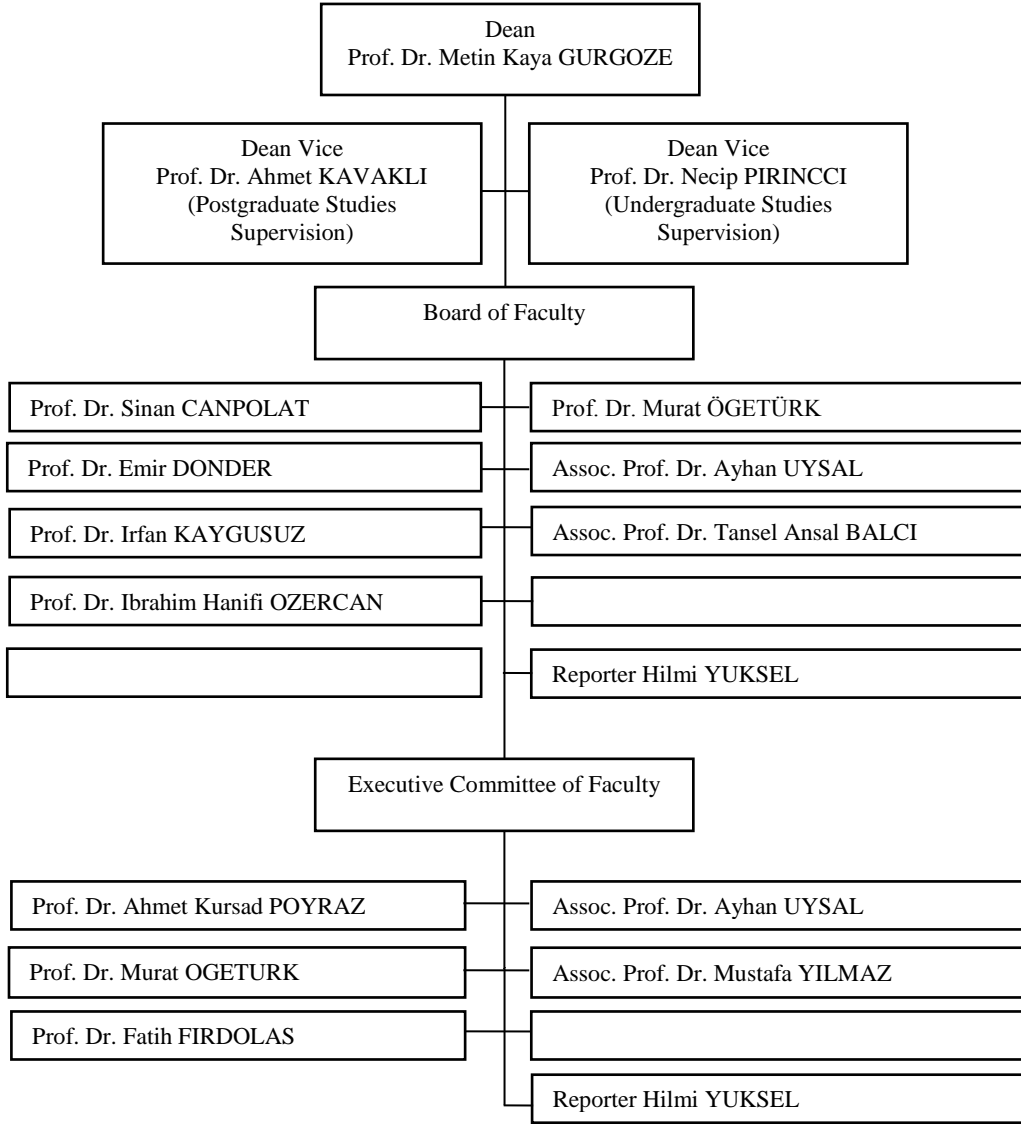 Dean
Prof. Dr. Metin Kaya GURGOZE
Dean Vice
Prof. Dr. Ahmet KAVAKLI
(Postgraduate Studies
Supervision)
Dean Vice
Prof. Dr. Necip PIRINCCI
(Undergraduate Studies
Supervision)
Board of Faculty
Prof. Dr. Sinan CANPOLAT
Prof. Dr. Murat ÖGETÜRK
Prof. Dr. Emir DONDER
Assoc. Prof. Dr. Ayhan UYSAL
Prof. Dr. Irfan KAYGUSUZ
Assoc. Prof. Dr. Tansel Ansal BALCI
Prof. Dr. Ibrahim Hanifi OZERCAN
Reporter Hilmi YUKSEL
Executive Committee of Faculty
Prof. Dr. Ahmet Kursad POYRAZ
Assoc. Prof. Dr. Ayhan UYSAL
Prof. Dr. Murat OGETURK
Assoc. Prof. Dr. Mustafa YILMAZ
Prof. Dr. Fatih FIRDOLAS
Reporter Hilmi YUKSEL